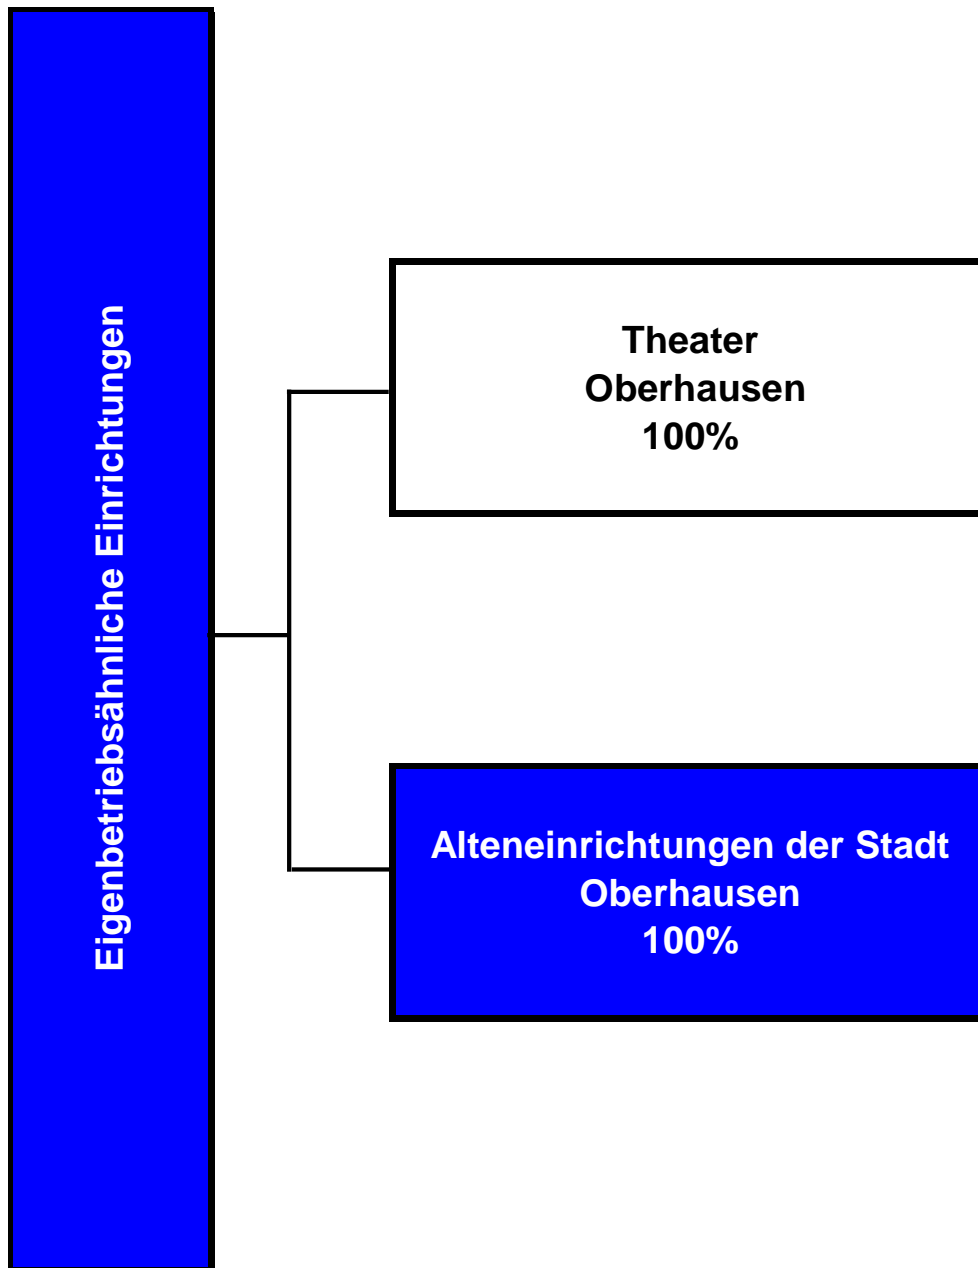 Eigenbetriebsähnliche Einrichtungen
Theater
Oberhausen
100%
Alteneinrichtungen der Stadt
Oberhausen
100%